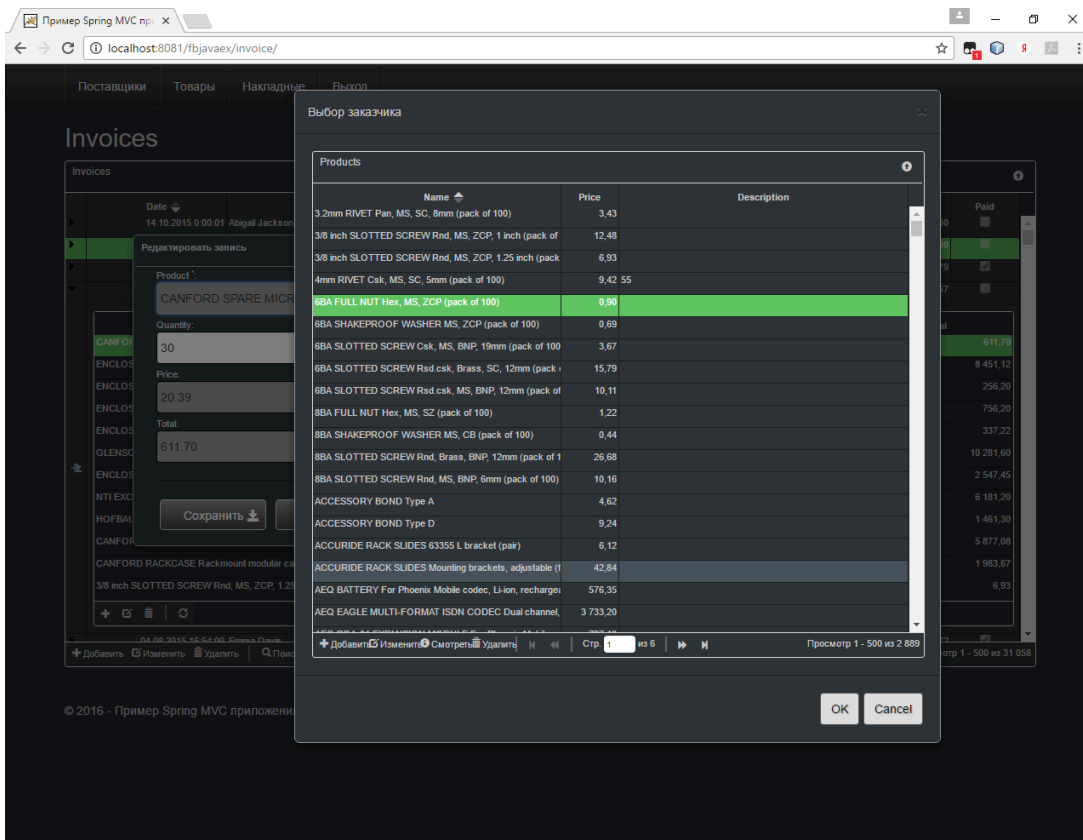 Пример Spring MVC при
localhost:8081/fbjavaex/invoice/
Поставщики Товары Накладные Выход
Invoices
Invoices
Date Paid
14.10.2015 0:00:01 Abigail Jackson
Редактировать запись
Product *:
CANFORD SPARE MICR
Quantity:
30
Price:
20.39
Total:
611.70
Сохранить
CANFOR
ENCLOS
ENCLOS
ENCLOS
ENCLOS
GLENSO
ENCLOS
NTI EXC
HOFBAU
CANFOR
CANFORD RACKCASE Rackmount modular ca
3/8 inch SLOTTED SCREW Rnd, MS, ZCP, 1.25
611,70
8 451,12
256,20
756,20
337,22
10 281,60
2 547,45
6 181,20
1 461,30
5 877,08
1 983,67
6,93
04.08.2015 16:54:00 Emma Davis
Добавить Изменить Удалить Поис
отр 1 - 500 из 31 058
© 2016 - Пример Spring MVC приложени
Выбор заказчика
Products
Name Price Description
3.2mm RIVET Pan, MS, SC, 8mm (pack of 100) 3,43
3/8 inch SLOTTED SCREW Rnd, MS, ZCP, 1 inch (pack of 12,48
3/8 inch SLOTTED SCREW Rnd, MS, ZCP, 1.25 inch (pack 6,93
4mm RIVET Csk, MS, SC, 5mm (pack of 100) 9,42 55
6BA FULL NUT Hex, MS, ZCP (pack of 100) 0,90
6BA SHAKEPROOF WASHER MS, ZCP (pack of 100) 0,69
6BA SLOTTED SCREW Csk, MS, BNP, 19mm (pack of 100 3,67
6BA SLOTTED SCREW Rsd.csk, Brass, SC, 12mm (pack 15,79
6BA SLOTTED SCREW Rsd.csk, MS, BNP, 12mm (pack of 10,11
8BA FULL NUT Hex, MS, SZ (pack of 100) 1,22
8BA SHAKEPROOF WASHER MS, CB (pack of 100) 0,44
8BA SLOTTED SCREW Rnd, Brass, BNP, 12mm (pack of 1 26,68
8BA SLOTTED SCREW Rnd, MS, BNP, 6mm (pack of 100) 10,16
ACCESSORY BOND Type A 4,62
ACCESSORY BOND Type D 9,24
ACCURIDE RACK SLIDES 63355 L bracket (pair) 6,12
ACCURIDE RACK SLIDES Mounting brackets, adjustable (f 42,84
AEQ BATTERY For Phoenix Mobile codec, Li-ion, rechargea 576,35
AEQ EAGLE MULTI-FORMAT ISDN CODEC Dual channel, 3 733,20
Добавить Изменить Смотреть Удалить Стр. 1 из 6 Просмотр 1 - 500 из 2 889
OK Cancel